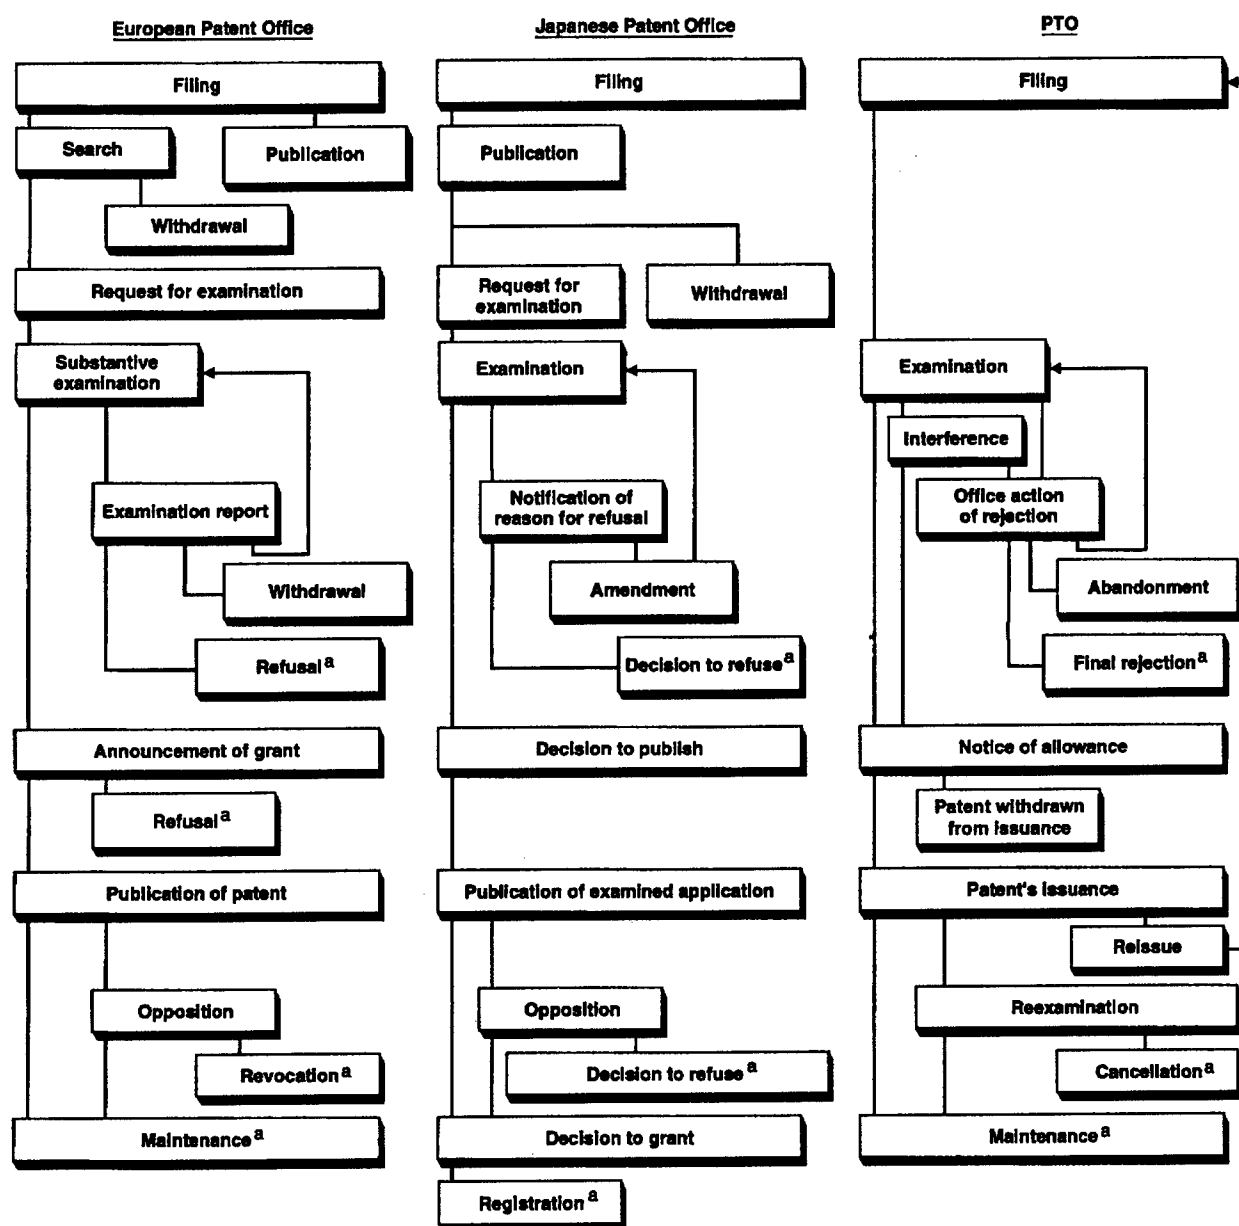 European Patent Office
Filing
Search
Publication
Withdrawal
Request for examination
Substantive
examination
Examination report
Withdrawal
Refusal a
Announcement of grant
Refusal a
Publication of patent
Opposition
Revocation a
Maintenance a
Japanese Patent Office
Filing
Publication
Request for
examination
Withdrawal
Examination
Notification of
reason for refusal
Amendment
Decision to refuse a
Decision to publish
Publication of examined application
Opposition
Decision to refuse a
Decision to grant
Registration a
PTO
Filing
Examination
Interference
Office action
of rejection
Abandonment
Final rejection a
Notice of allowance
Patent withdrawn
from issuance
Patent's issuance
Reissue
Reexamination
Cancellation a
Maintenance a